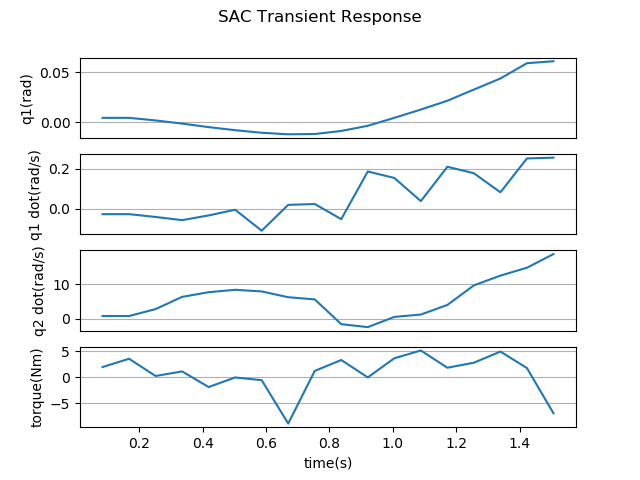 SAC Transient Response
0.05
0.00
q1(rad)
0.2
0.0
q1 dot(rad/s)
10
0
q2 dot(rad/s)
5
0
−5
torque(Nm)
0.2 0.4 0.6 0.8 1.0 1.2 1.4
time(s)